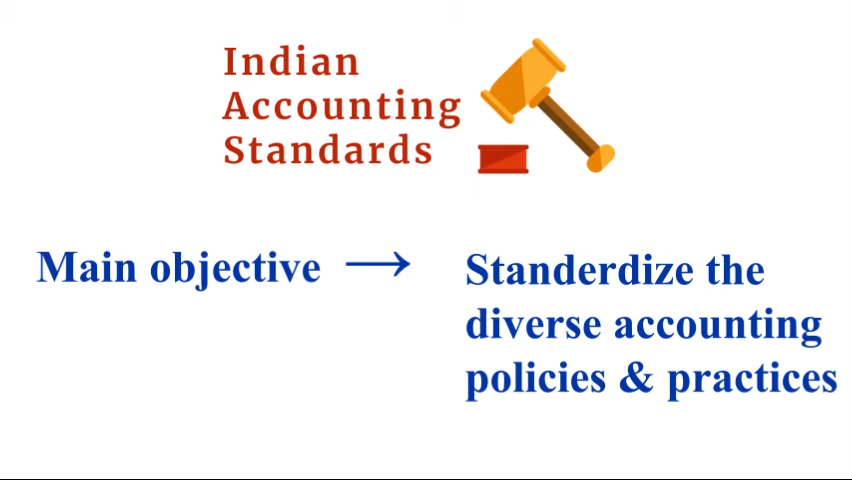 Indian
Accounting
Standards
Main objective → Standerdize the
diverse accounting
policies & practices